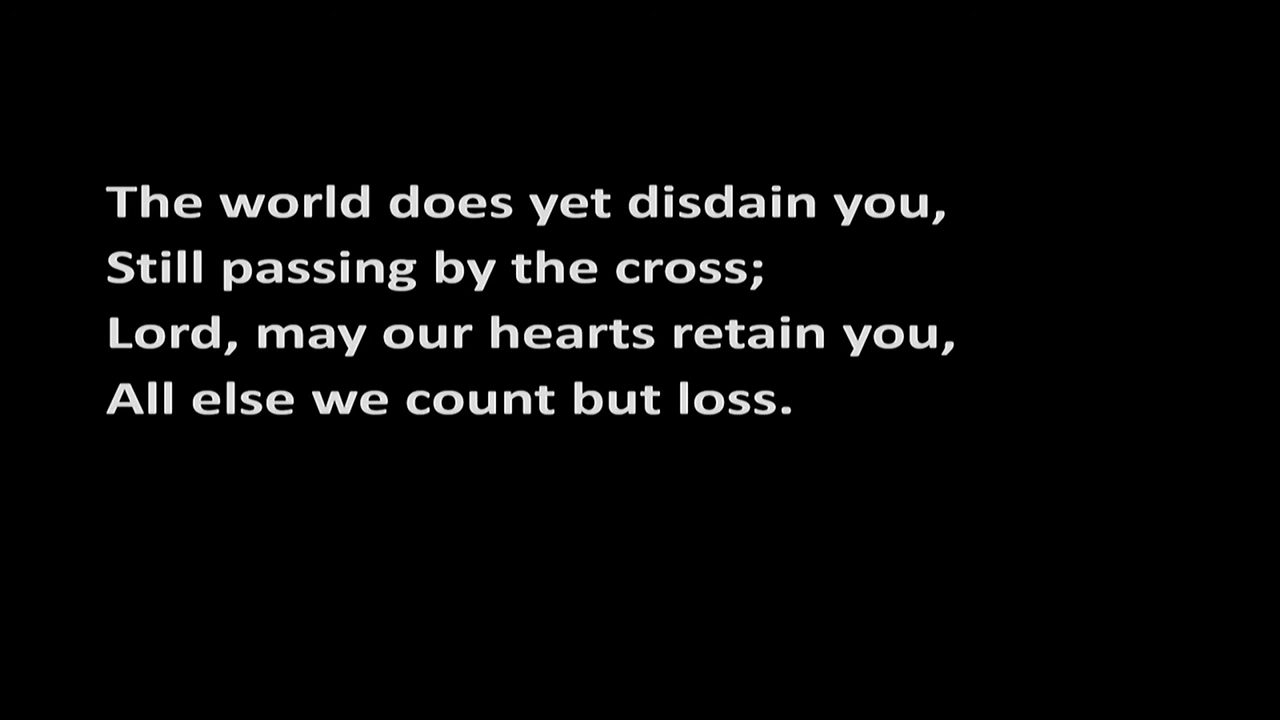 The world does yet disdain you,
Still passing by the cross;
Lord, may our hearts retain you,
All else we count but loss.